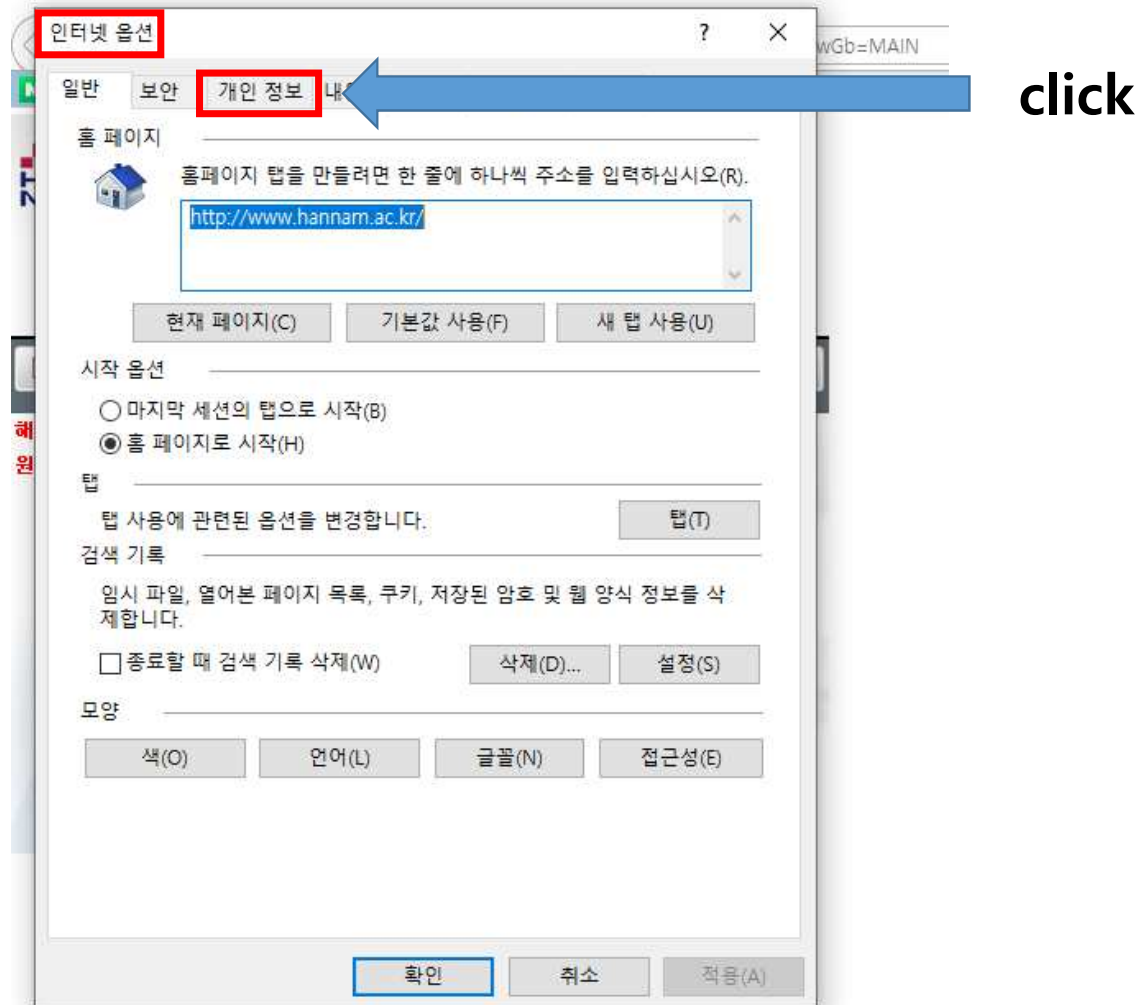 인터넷 옵션 ?
wGb=MAIN
일반 보안 개인 정보
click
홈 페이지
홈페이지 탭을 만들려면 한 줄에 하나씩 주소를 입력하십시오(R).
http://www.hannam.ac.kr/
현재 페이지(C) 기본값 사용(F) 새 탭 사용(U)
시작 옵션
마지막 세션의 탭으로 시작(B)
홈 페이지로 시작(H)
해
원
탭
탭 사용에 관련된 옵션을 변경합니다. 탭(T)
검색 기록
임시 파일, 열어본 페이지 목록, 쿠키, 저장된 암호 및 웹 양식 정보를 삭
제합니다.
종료할 때 검색 기록 삭제(W) 삭제(D)... 설정(S)
모양
색(O) 언어(L) 글꼴(N) 접근성(E)
확인 취소 적용(A)